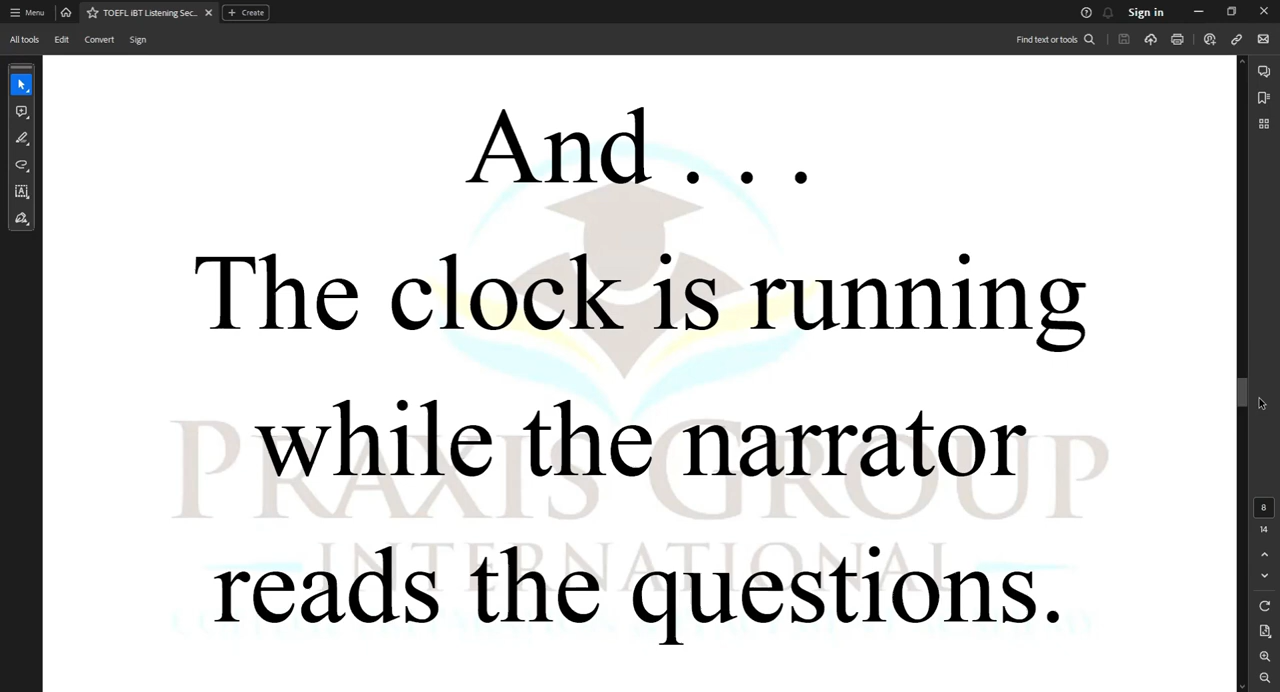 Menu
TOEFL iBT Listening Sec...
Create
Sign in
All tools
Edit
Convert
Sign
Find text or tools
And . . .
The clock is running
while the narrator
reads the questions.
PRAXIS GROUP
INTERNATIONAL
8
14